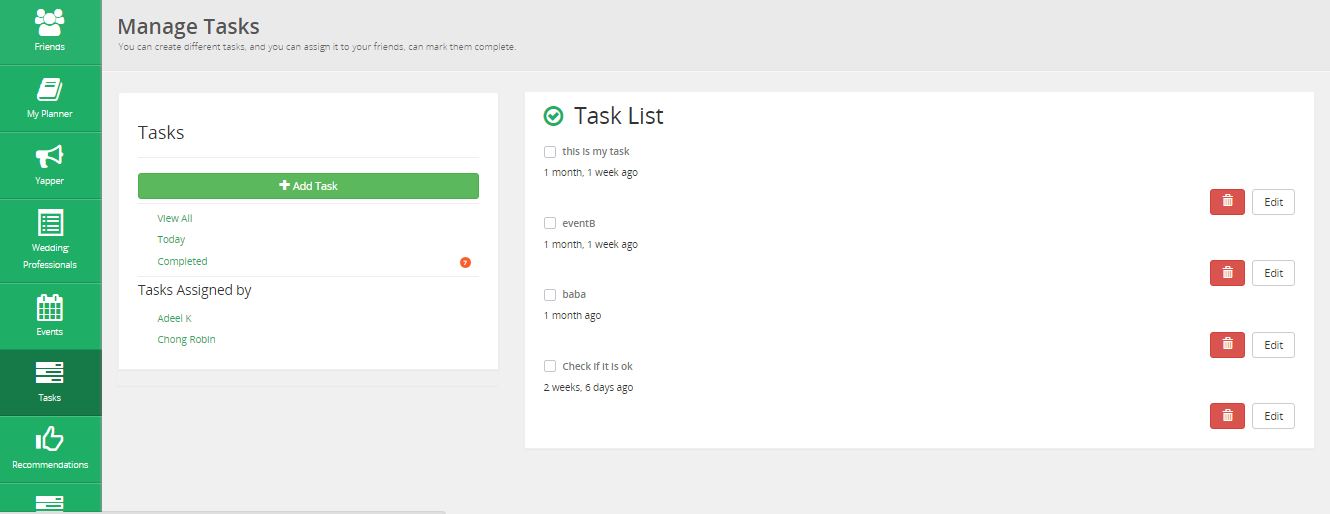 Friends
My Planner
Yapper
Wedding
Professionals
Events
Tasks
Recommendations
Manage Tasks
You can create different tasks, and you can assign it to your friends, can mark them complete.
Tasks
Add Task
View All
Today
Completed
?
Tasks Assigned by
Adeel K
Chong Robin
Task List
this is my task
1 month, 1 week ago
Edit
eventB
1 month, 1 week ago
Edit
baba
1 month ago
Edit
Check if it is ok
2 weeks, 6 days ago
Edit